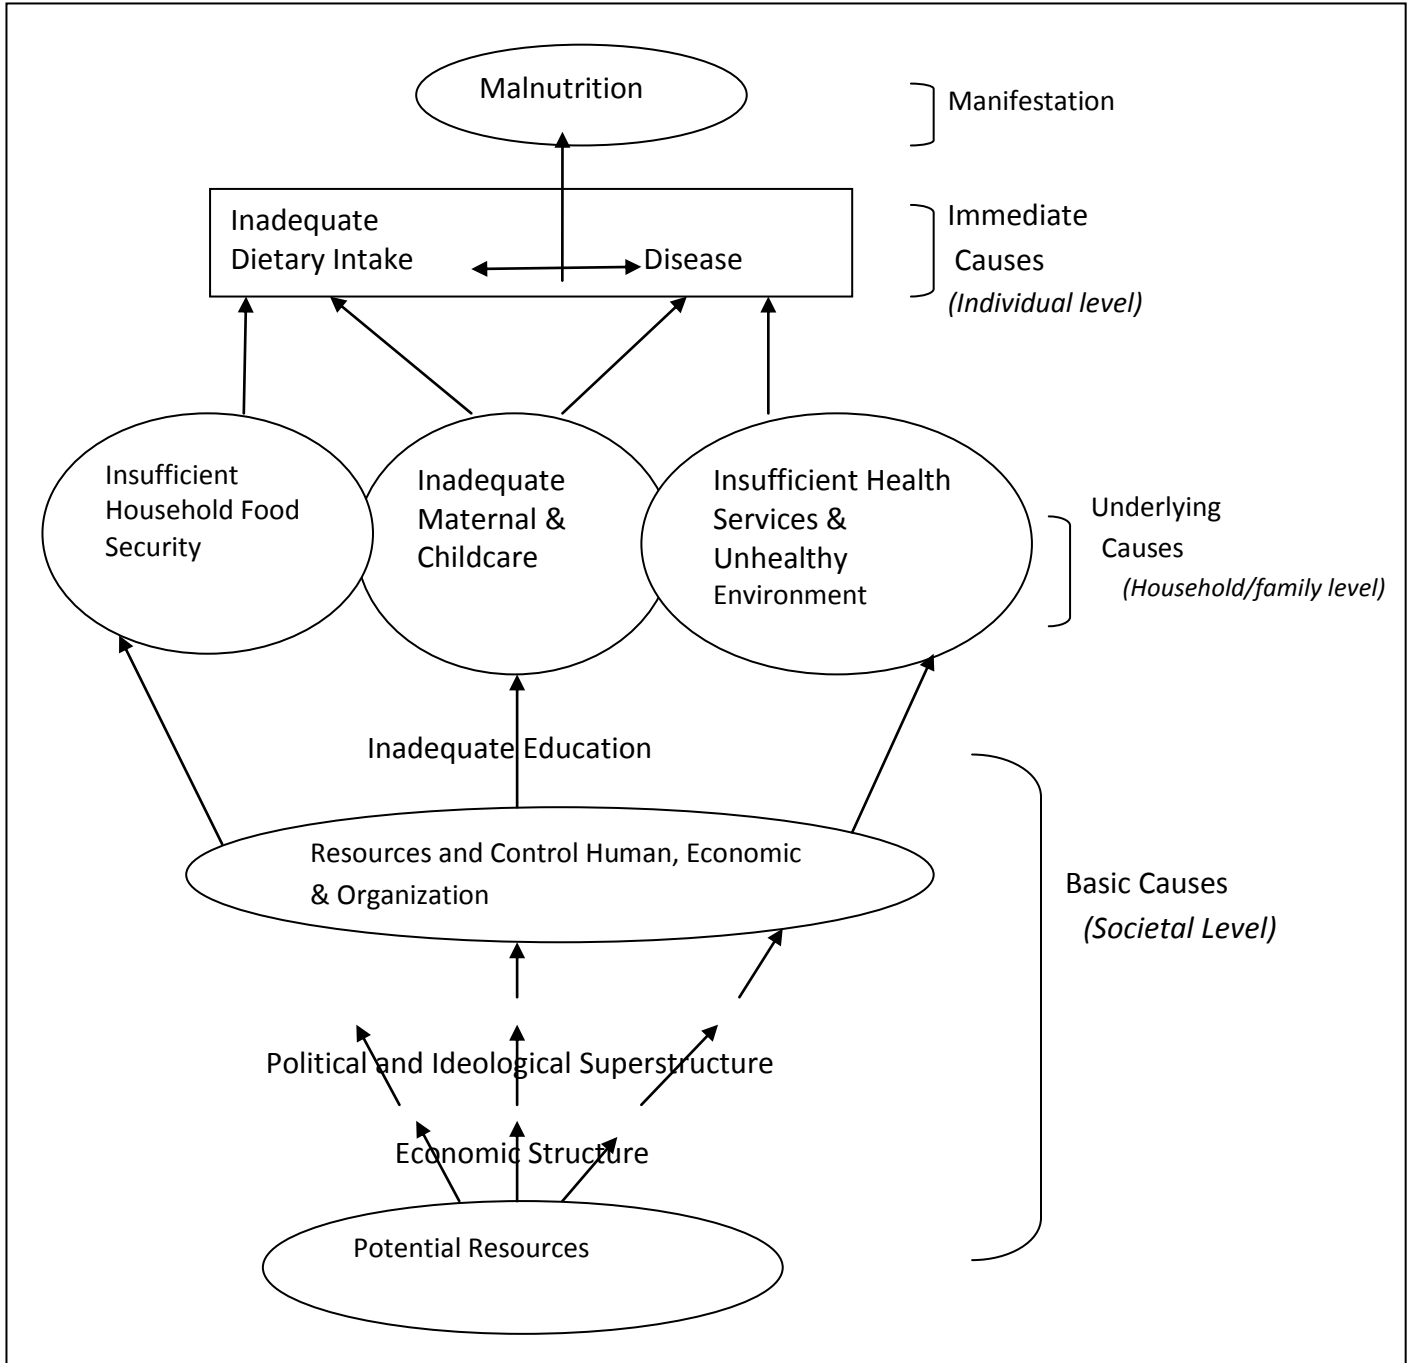 Malnutrition
Manifestation
Inadequate
Dietary Intake
Disease
Immediate
Causes
(Individual level)
Insufficient
Household Food
Security
Inadequate
Maternal &
Childcare
Insufficient Health
Services &
Unhealthy
Environment
Underlying
Causes
(Household/family level)
Inadequate Education
Resources and Control Human, Economic
& Organization
Basic Causes
(Societal Level)
Political and Ideological Superstructure
Economic Structure
Potential Resources